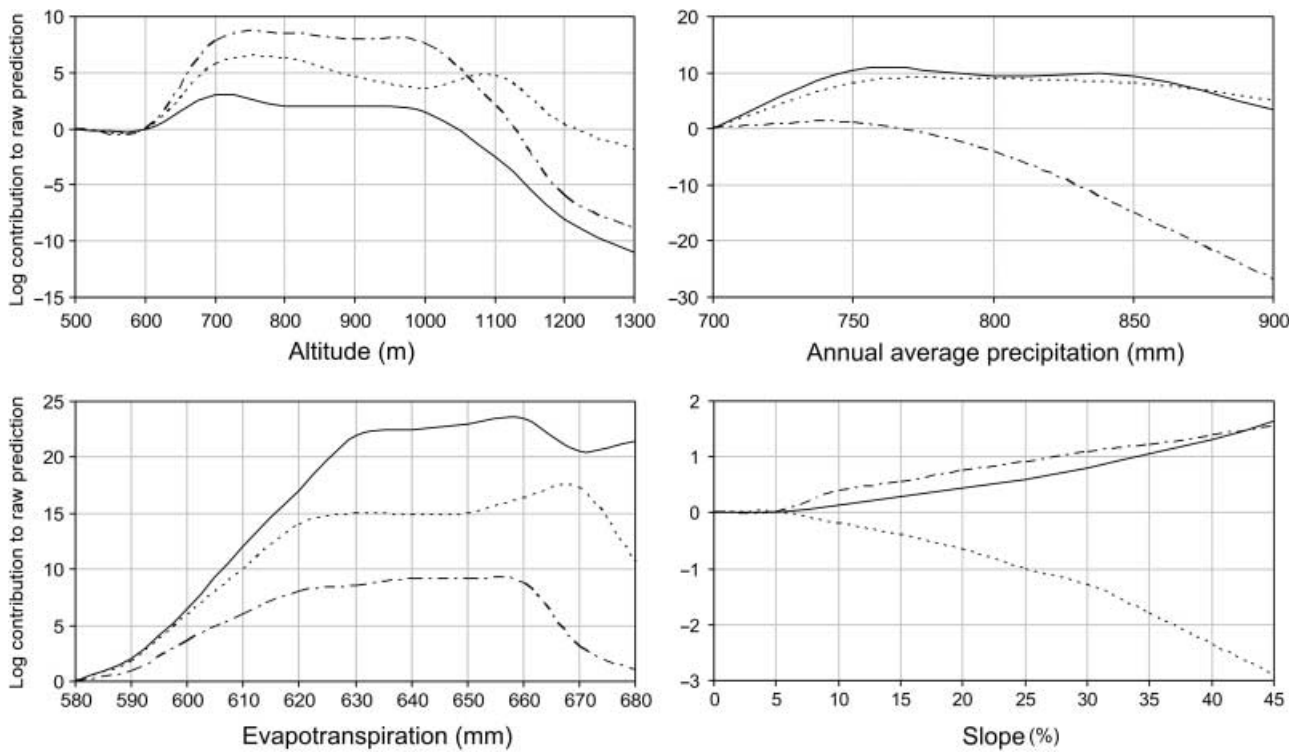 Log contribution to raw prediction
10
5
0
−5
−10
−15
500 600 700 800 900 1000 1100 1200 1300
Altitude (m)
20
10
0
−10
−20
−30
700 750 800 850 900
Annual average precipitation (mm)
Log contribution to raw prediction
25
20
15
10
5
0
580 590 600 610 620 630 640 650 660 670 680
Evapotranspiration (mm)
2
1
0
−1
−2
−3
0 5 10 15 20 25 30 35 40 45
Slope (%)